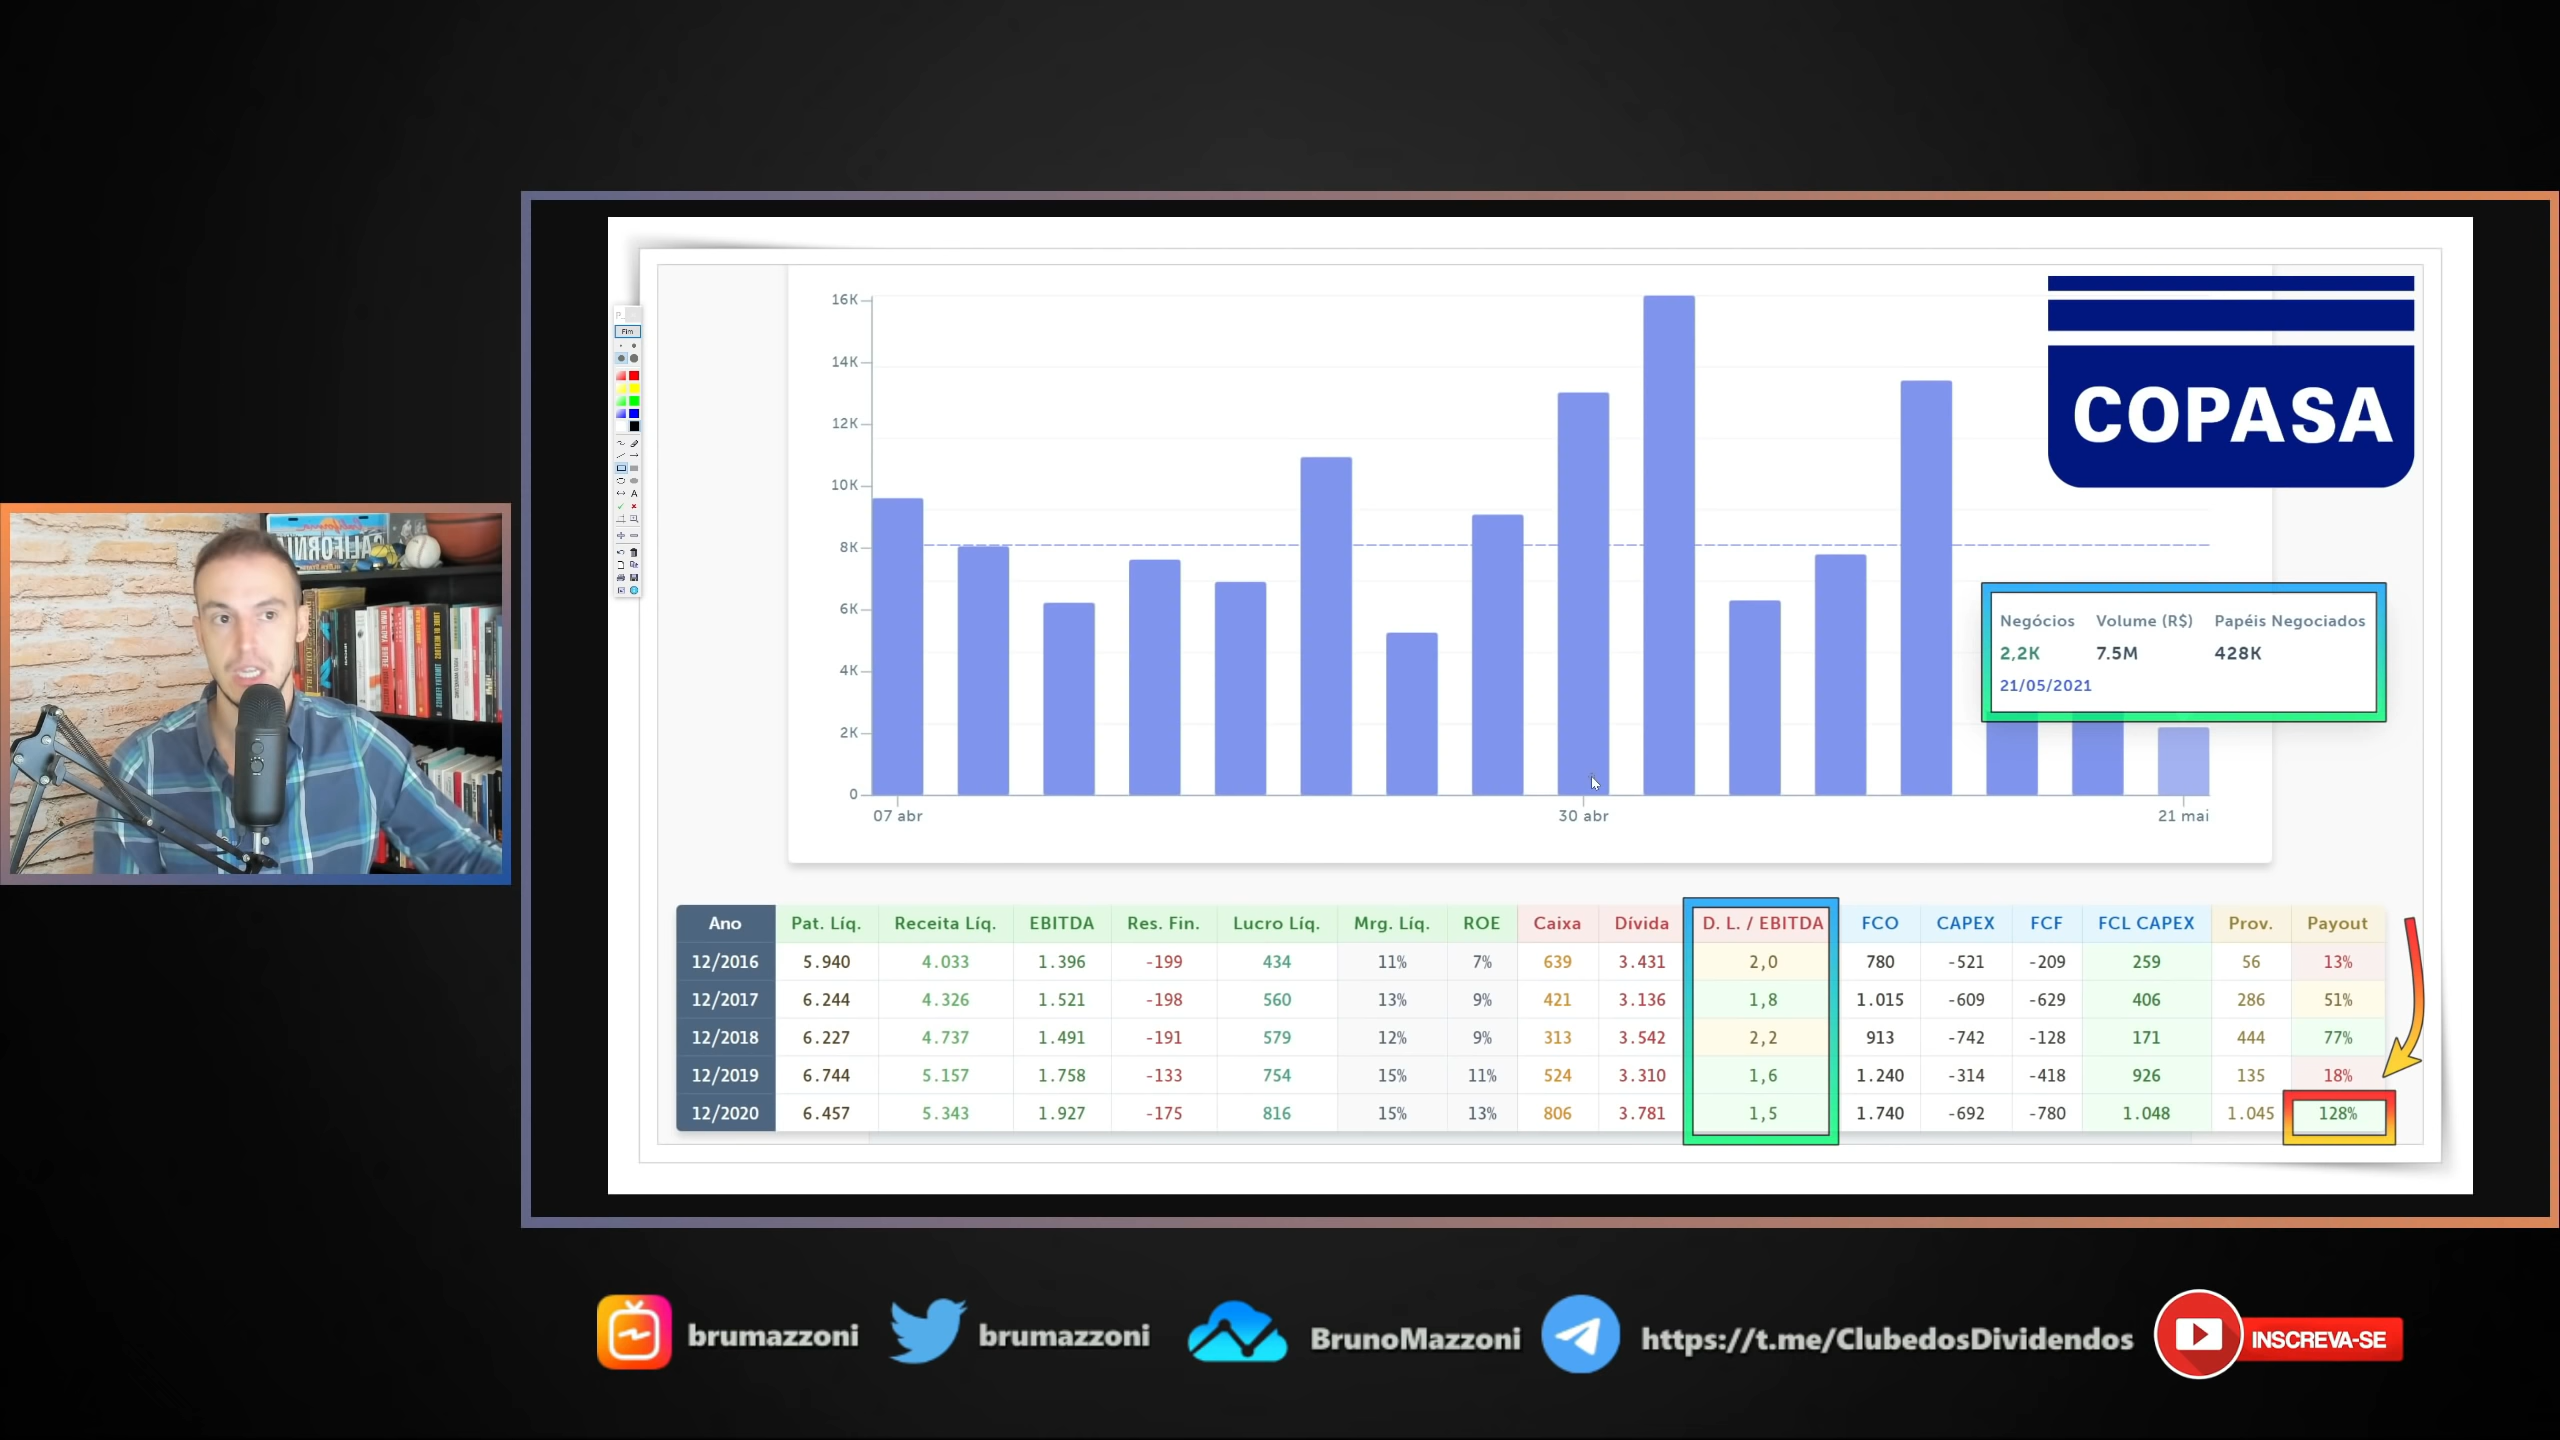 CALIFORNIA
P_
Fim
16K
14K
12K
10K
8K
6K
4K
2K
0
07 abr
30 abr
21 mai
COPASA
Negócios Volume (R$) Papéis Negociados
2,2K 7.5M 428K
21/05/2021
Ano Pat. Líq. Receita Líq. EBITDA Res. Fin. Lucro Líq. Mrg. Líq. ROE Caixa Dívida D. L. / EBITDA FCO CAPEX FCF FCL CAPEX Prov. Payout
12/2016 5.940 4.033 1.396 -199 434 11% 7% 639 3.431 2,0 780 -521 -209 259 56 13%
12/2017 6.244 4.326 1.521 -198 560 13% 9% 421 3.136 1,8 1.015 -609 -629 406 286 51%
12/2018 6.227 4.737 1.491 -191 579 12% 9% 313 3.542 2,2 913 -742 -128 171 444 77%
12/2019 6.744 5.157 1.758 -133 754 15% 11% 524 3.310 1,6 1.240 -314 -418 926 135 18%
12/2020 6.457 5.343 1.927 -175 816 15% 13% 806 3.781 1,5 1.740 -692 -780 1.048 1.045 128%
brumazzoni
brumazzoni
BrunoMazzoni
https://t.me/ClubedosDividendos
INSCREVA-SE